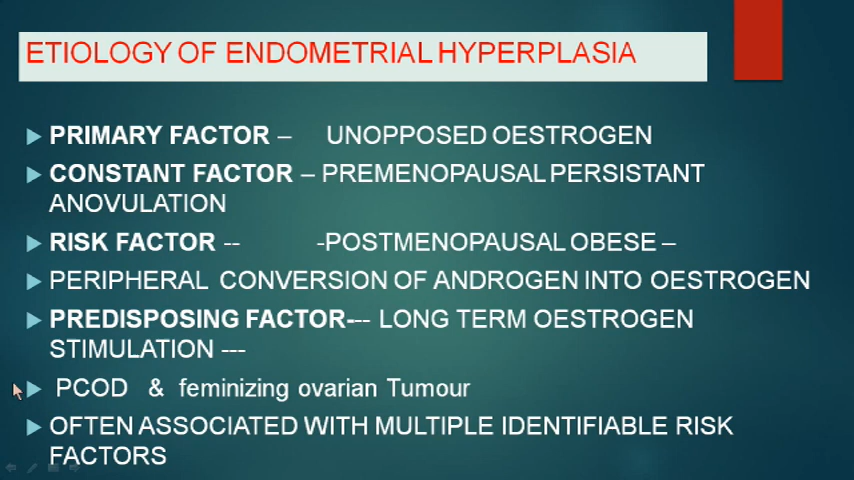 ETIOLOGY OF ENDOMETRIAL HYPERPLASIA
PRIMARY FACTOR – UNOPPOSED OESTROGEN
CONSTANT FACTOR – PREMENOPAUSAL PERSISTANT
ANOVULATION
RISK FACTOR -- -POSTMENOPAUSAL OBESE –
PERIPHERAL CONVERSION OF ANDROGEN INTO OESTROGEN
PREDISPOSING FACTOR--- LONG TERM OESTROGEN
STIMULATION ---
PCOD & feminizing ovarian Tumour
OFTEN ASSOCIATED WITH MULTIPLE IDENTIFIABLE RISK
FACTORS